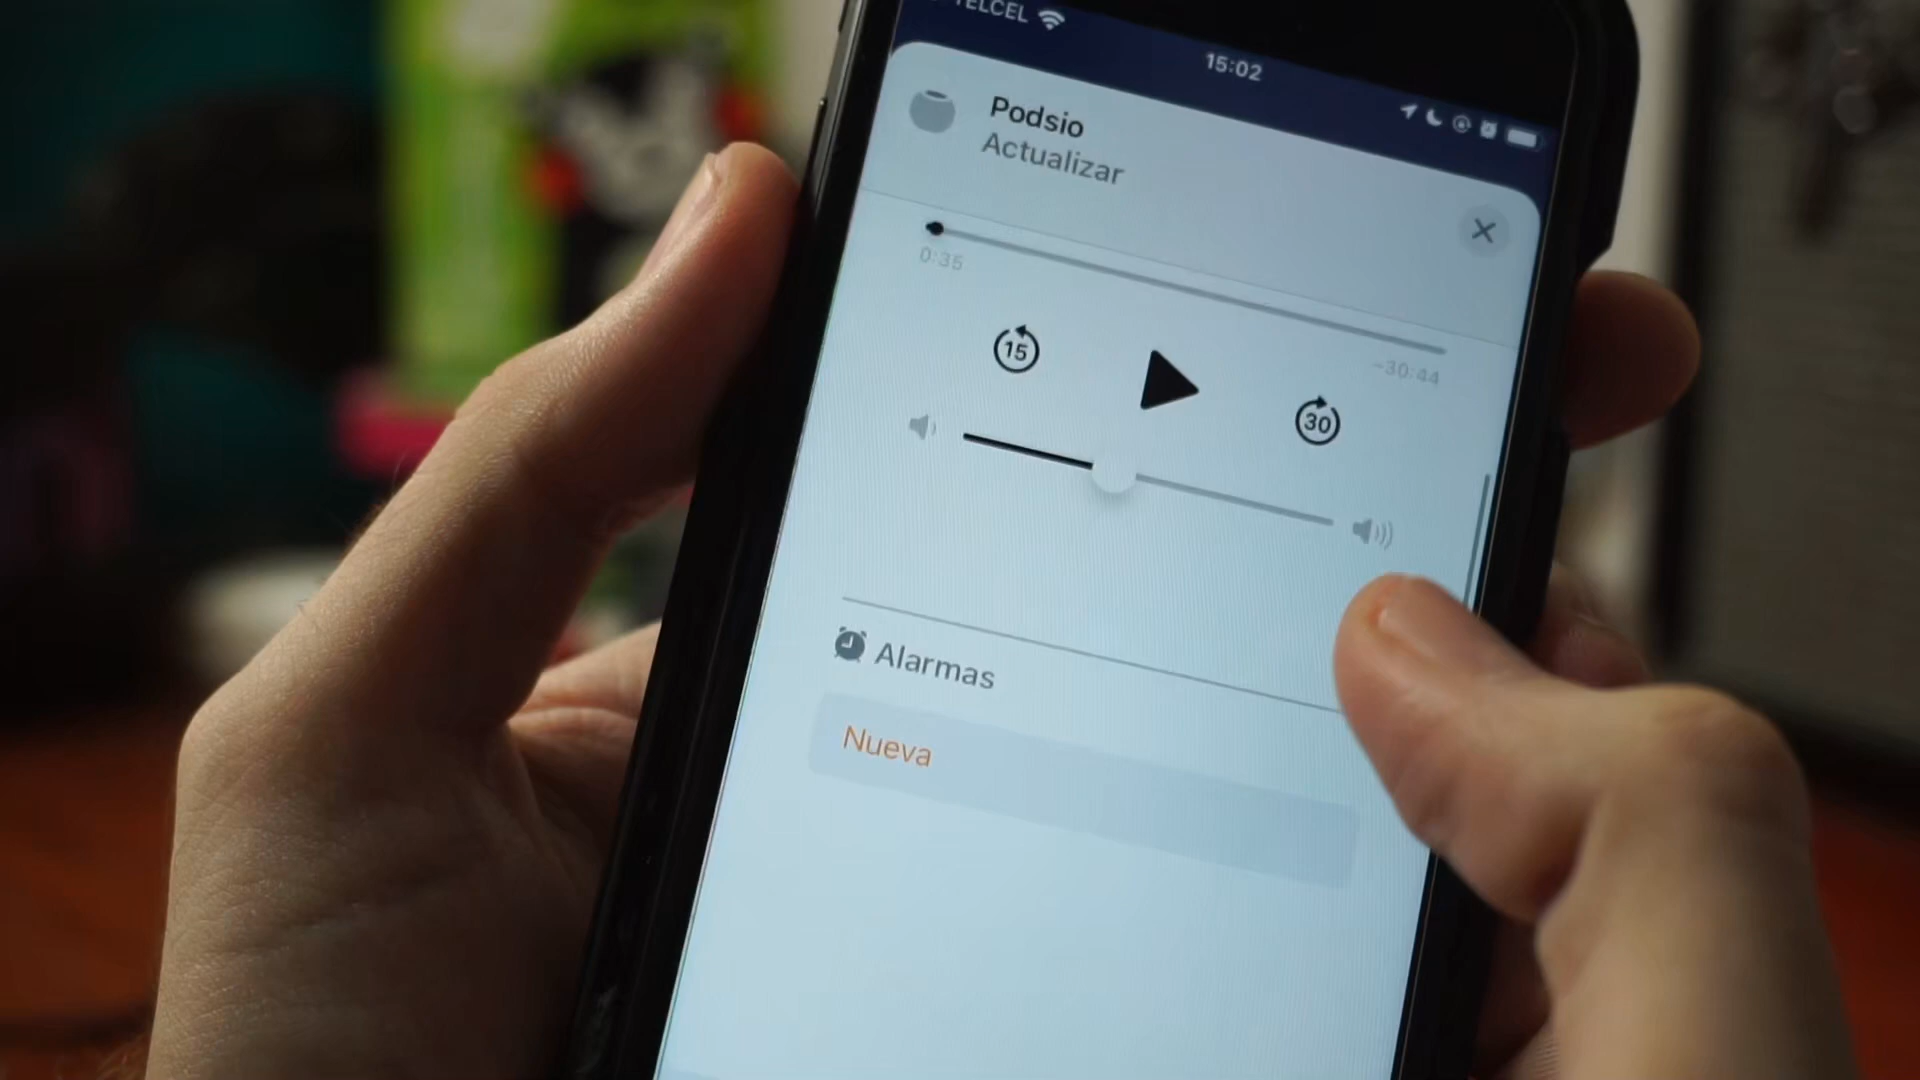 TELCEL
15:02
Podsio
Actualizar
0:35
-30:44
15
30
Alarmas
Nueva